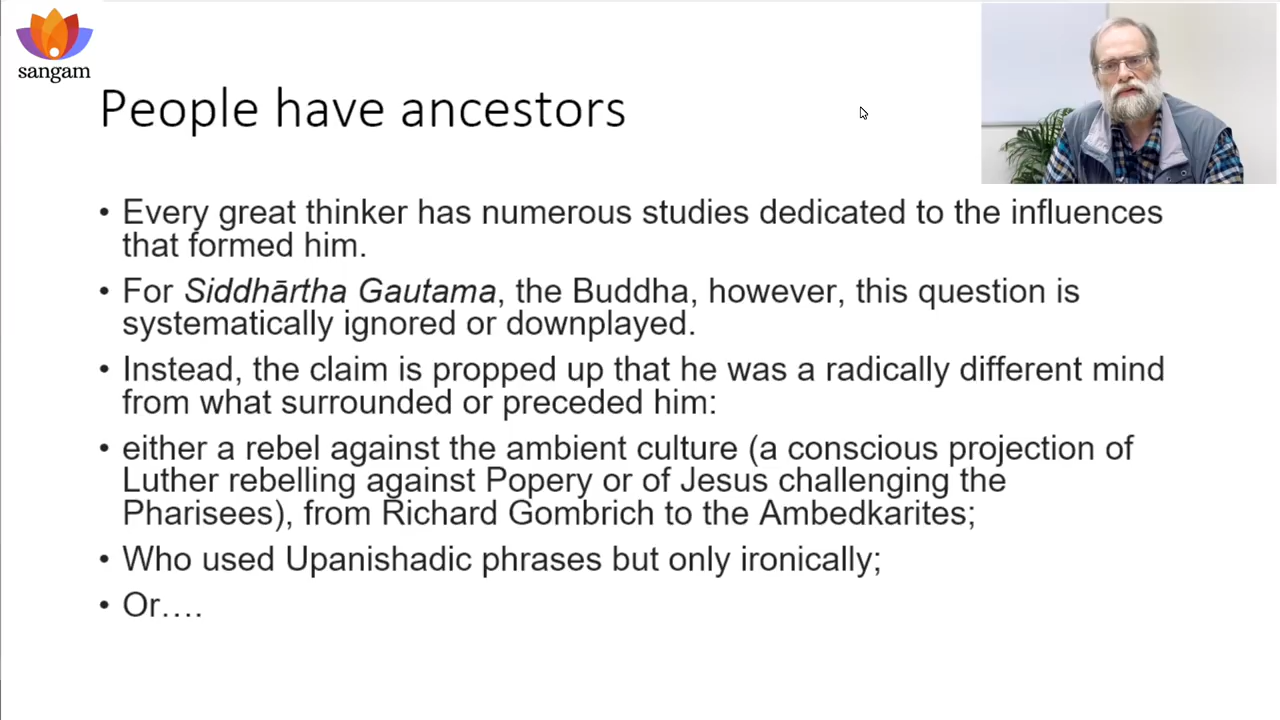 sangam
People have ancestors
• Every great thinker has numerous studies dedicated to the influences
that formed him.
• For Siddhārtha Gautama, the Buddha, however, this question is
systematically ignored or downplayed.
• Instead, the claim is propped up that he was a radically different mind
from what surrounded or preceded him:
• either a rebel against the ambient culture (a conscious projection of
Luther rebelling against Popery or of Jesus challenging the
Pharisees), from Richard Gombrich to the Ambedkarites;
• Who used Upanishadic phrases but only ironically;
• Or….